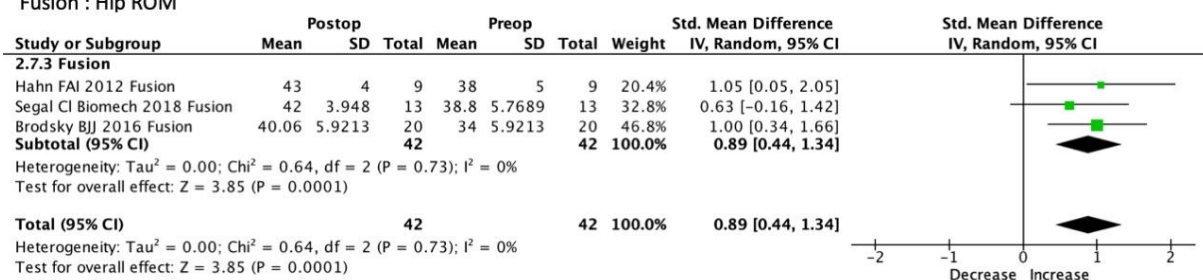 Fusion : Hip ROM
Postop Preop Std. Mean Difference Std. Mean Difference
Study or Subgroup Mean SD Total Mean SD Total Weight IV, Random, 95% CI IV, Random, 95% CI
2.7.3 Fusion
Hahn FAI 2012 Fusion 43 4 9 38 5 9 20.4% 1.05 [0.05, 2.05]
Segal Cl Biomech 2018 Fusion 42 3.948 13 38.8 5.7689 13 32.8% 0.63 [-0.16, 1.42]
Brodsky BJJ 2016 Fusion 40.06 5.9213 20 34 5.9213 20 46.8% 1.00 [0.34, 1.66]
Subtotal (95% CI) 42 42 100.0% 0.89 [0.44, 1.34]
Heterogeneity: Tau² = 0.00; Chi² = 0.64, df = 2 (P = 0.73); I² = 0%
Test for overall effect: Z = 3.85 (P = 0.0001)
Total (95% CI) 42 42 100.0% 0.89 [0.44, 1.34]
Heterogeneity: Tau² = 0.00; Chi² = 0.64, df = 2 (P = 0.73); I² = 0%
Test for overall effect: Z = 3.85 (P = 0.0001)
-2 -1 0 1 2
Decrease Increase